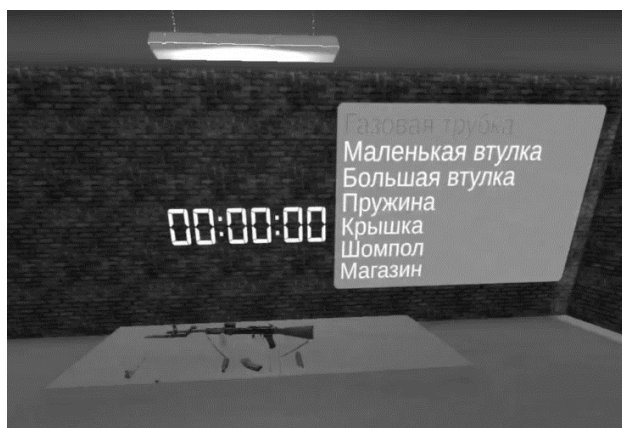 Газовая трубка
Маленькая втулка
Большая втулка
Пружина
Крышка
Шомпол
Магазин
00:00:00